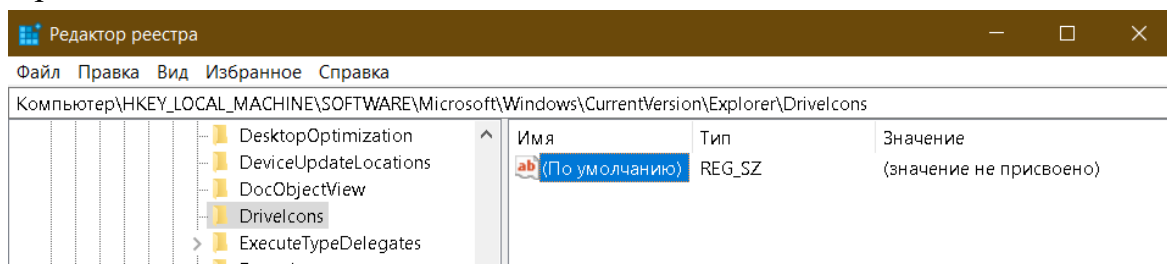 Редактор реестра
Файл Правка Вид Избранное Справка
Компьютер\HKEY_LOCAL_MACHINE\SOFTWARE\Microsoft\Windows\CurrentVersion\Explorer\DriveIcons
DesktopOptimization
DeviceUpdateLocations
DocObjectView
DriveIcons
ExecuteTypeDelegates
Имя Тип Значение
ab (По умолчанию) REG_SZ (значение не присвоено)